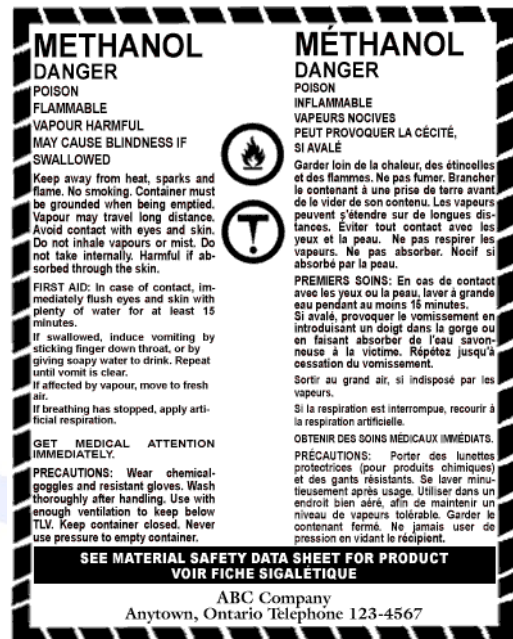 METHANOL
DANGER
POISON
FLAMMABLE
VAPOUR HARMFUL
MAY CAUSE BLINDNESS IF
SWALLOWED
Keep away from heat, sparks and
flame. No smoking. Container must
be grounded when being emptied.
Vapour may travel long distance.
Avoid contact with eyes and skin.
Do not inhale vapours or mist. Do
not take internally. Harmful if ab-
sorbed through the skin.
FIRST AID: In case of contact, im-
mediately flush eyes and skin with
plenty of water for at least 15
minutes.
If swallowed, induce vomiting by
sticking finger down throat, or by
giving soapy water to drink. Repeat
until vomit is clear.
If affected by vapour, move to fresh
air.
If breathing has stopped, apply arti-
ficial respiration.
GET MEDICAL ATTENTION
IMMEDIATELY.
PRECAUTIONS: Wear chemical-
goggles and resistant gloves. Wash
thoroughly after handling. Use with
enough ventilation to keep below
TLV. Keep container closed. Never
use pressure to empty container.
MÉTHANOL
DANGER
POISON
INFLAMMABLE
VAPEURS NOCIVES
PEUT PROVOQUER LA CÉCITÉ,
SI AVALÉ
Garder loin de la chaleur, des étincelles
et des flammes. Ne pas fumer. Brancher
le contenant à une prise de terre avant
de le vider de son contenu. Les vapeurs
peuvent s'étendre sur de longues dis-
tances. Éviter tout contact avec les
yeux et la peau. Ne pas respirer les
vapeurs. Ne pas absorber. Nocif si
absorbé par la peau.
PREMIERS SOINS: En cas de contact
avec les yeux ou la peau, laver à grande
eau pendant au moins 15 minutes.
Si avalé, provoquer le vomissement en
introduisant un doigt dans la gorge ou
en faisant absorber de l'eau savon-
neuse à la victime. Répétez jusqu'à
cessation du vomissement.
Sortir au grand air, si indisposé par les
vapeurs.
Si la respiration est interrompue, recourir à
la respiration artificielle.
OBTENIR DES SOINS MÉDICAUX IMMÉDIATS.
PRÉCAUTIONS: Porter des lunettes
protectrices (pour produits chimiques)
et des gants résistants. Se laver minu-
tieusement après usage. Utiliser dans un
endroit bien aéré, afin de maintenir un
niveau de vapeurs tolérable. Garder le
contenant fermé. Ne jamais user de
pression en vidant le récipient.
SEE MATERIAL SAFETY DATA SHEET FOR PRODUCT
VOIR FICHE SIGALÉTIQUE
ABC Company
Anytown, Ontario Telephone 123-4567